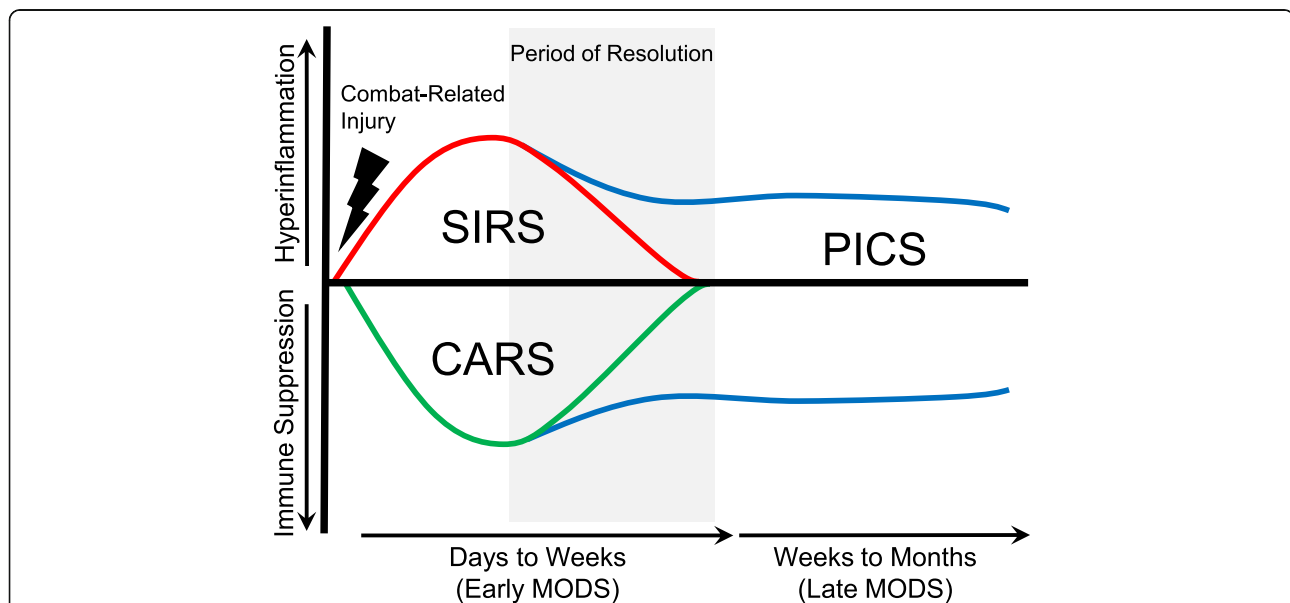 Hyperinflammation
Immune Suppression
Combat-Related
Injury
Period of Resolution
SIRS
CARS
PICS
Days to Weeks
(Early MODS)
Weeks to Months
(Late MODS)